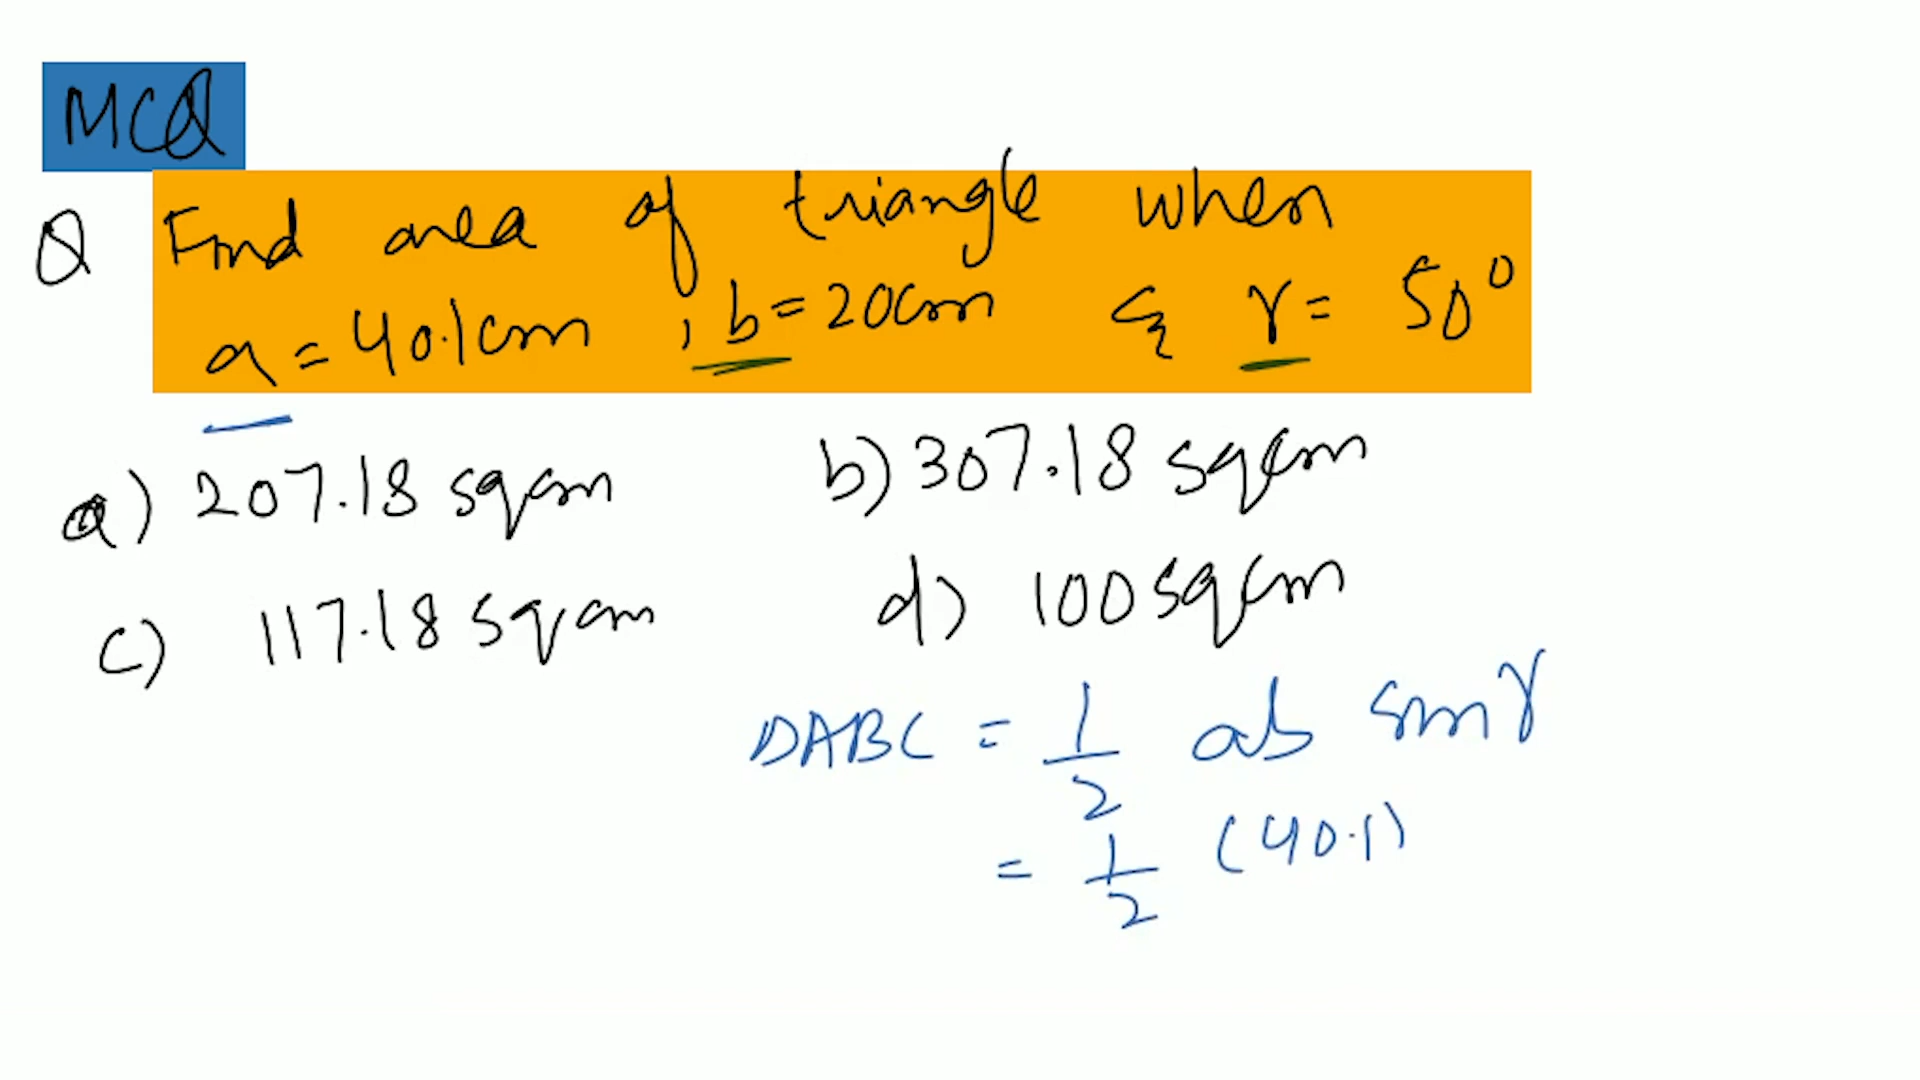 MCQ
Q Find area of triangle when
a = 40.1cm , b = 20cm & γ = 50°
a) 207.18 sqcm b) 307.18 sqcm
c) 117.18 sqcm d) 100 sqcm
ΔABC = 1/2 ab sinγ
= 1/2 (40.1)